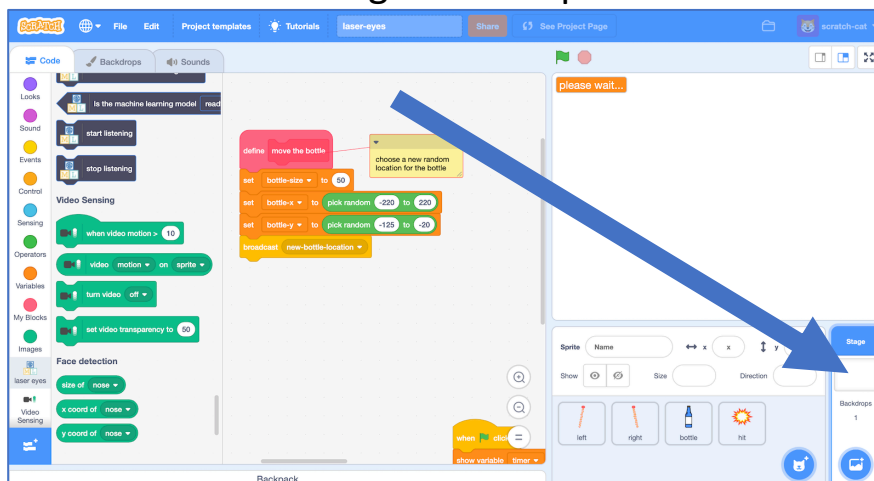 SCRATCH File Edit Project templates Tutorials laser-eyes Share See Project Page scratch-cat
Code Backdrops Sounds
Looks
Sound
Events
Control
Sensing
Operators
Variables
My Blocks
Images
laser eyes
Video
Sensing
Is the machine learning model read
start listening
stop listening
Video Sensing
when video motion > 10
video motion on sprite
turn video off
set video transparency to 50
Face detection
size of nose
x coord of nose
y coord of nose
define move the bottle
choose a new random
location for the bottle
set bottle-size to 50
set bottle-x to pick random -220 to 220
set bottle-y to pick random -125 to -20
broadcast new-bottle-location
when
show variable timer
Backpack
please wait...
Sprite Name x x y
Show Size Direction
left right bottle hit
Stage
Backdrops
1